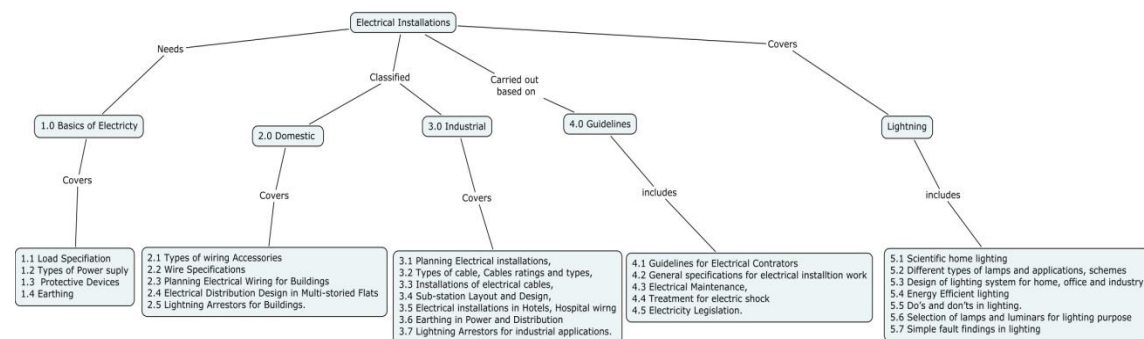 Electrical Installations
Needs
Classified
Carried out
based on
Covers
1.0 Basics of Electricty
2.0 Domestic
3.0 Industrial
4.0 Guidelines
Lightning
Covers
Covers
Covers
includes
includes
1.1 Load Specifiation
1.2 Types of Power suply
1.3 Protective Devices
1.4 Earthing
2.1 Types of wiring Accessories
2.2 Wire Specifications
2.3 Planning Electrical Wiring for Buildings
2.4 Electrical Distribution Design in Multi-storied Flats
2.5 Lightning Arrestors for Buildings.
3.1 Planning Electrical installations,
3.2 Types of cable, Cables ratings and types,
3.3 Installations of electrical cables,
3.4 Sub-station Layout and Design,
3.5 Electrical installations in Hotels, Hospital wirng
3.6 Earthing in Power and Distribution
3.7 Lightning Arrestors for industrial applications.
4.1 Guidelines for Electrical Contrators
4.2 General specifications for electrical installtion work
4.3 Electrical Maintenance,
4.4 Treatment for electric shock
4.5 Electricity Legislation.
5.1 Scientific home lighting
5.2 Different types of lamps and applications, schemes
5.3 Design of lighting system for home, office and industry
5.4 Energy Efficient lighting
5.5 Do's and don'ts in lighting.
5.6 Selection of lamps and luminars for lighting purpose
5.7 Simple fault findings in lighting